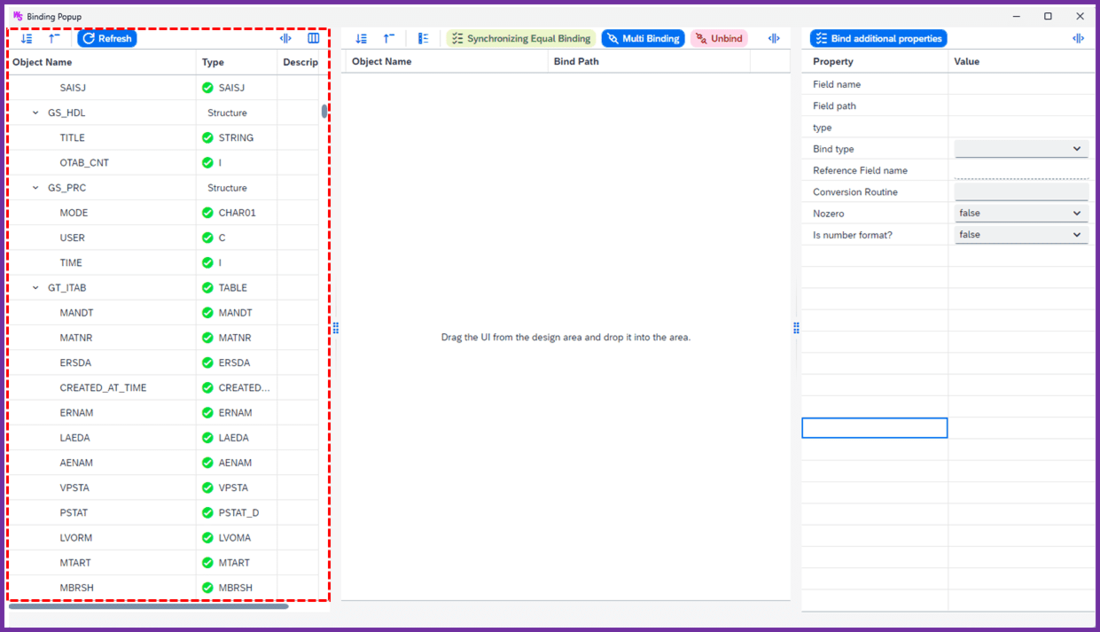 Binding Popup
Refresh
Object Name Type Descrip
SAISJ SAISJ
GS_HDL Structure
TITLE STRING
OTAB_CNT I
GS_PRC Structure
MODE CHAR01
USER C
TIME I
GT_ITAB TABLE
MANDT MANDT
MATNR MATNR
ERSDA ERSDA
CREATED_AT_TIME CREATED...
ERNAM ERNAM
LAEDA LAEDA
AENAM AENAM
VPSTA VPSTA
PSTAT PSTAT_D
LVORM LVOMA
MTART MTART
MBRSH MBRSH
Synchronizing Equal Binding Multi Binding Unbind
Object Name Bind Path
Drag the UI from the design area and drop it into the area.
Bind additional properties
Property Value
Field name
Field path
type
Bind type
Reference Field name
Conversion Routine
Nozero false
Is number format? false